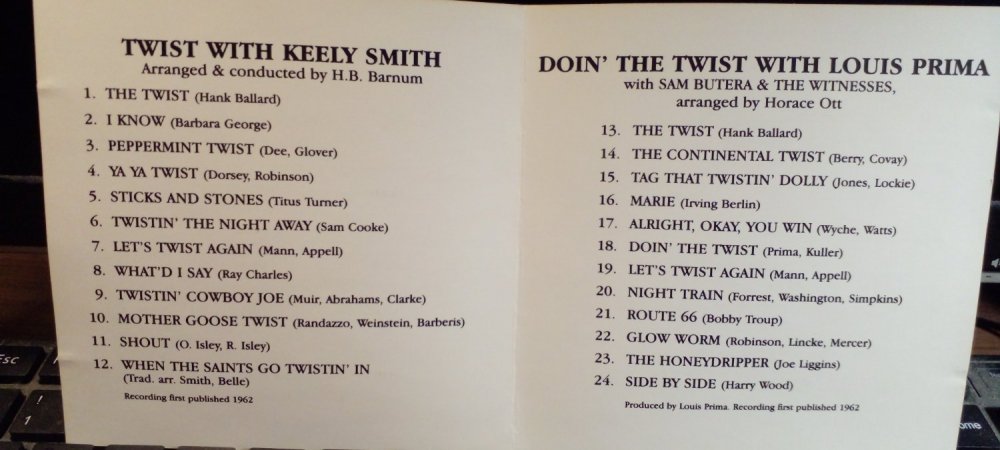 TWIST WITH KEELY SMITH
Arranged & conducted by H.B. Barnum
1. THE TWIST (Hank Ballard)
2. I KNOW (Barbara George)
3. PEPPERMINT TWIST (Dee, Glover)
4. YA YA TWIST (Dorsey, Robinson)
5. STICKS AND STONES (Titus Turner)
6. TWISTIN' THE NIGHT AWAY (Sam Cooke)
7. LET'S TWIST AGAIN (Mann, Appell)
8. WHAT'D I SAY (Ray Charles)
9. TWISTIN' COWBOY JOE (Muir, Abrahams, Clarke)
10. MOTHER GOOSE TWIST (Randazzo, Weinstein, Barberis)
11. SHOUT (O. Isley, R. Isley)
12. WHEN THE SAINTS GO TWISTIN' IN
(Trad. arr. Smith, Belle)
Recording first published 1962
DOIN' THE TWIST WITH LOUIS PRIMA
with SAM BUTERA & THE WITNESSES,
arranged by Horace Ott
13. THE TWIST (Hank Ballard)
14. THE CONTINENTAL TWIST (Berry, Covay)
15. TAG THAT TWISTIN' DOLLY (Jones, Lockie)
16. MARIE (Irving Berlin)
17. ALRIGHT, OKAY, YOU WIN (Wyche, Watts)
18. DOIN' THE TWIST (Prima, Kuller)
19. LET'S TWIST AGAIN (Mann, Appell)
20. NIGHT TRAIN (Forrest, Washington, Simpkins)
21. ROUTE 66 (Bobby Troup)
22. GLOW WORM (Robinson, Lincke, Mercer)
23. THE HONEYDRIPPER (Joe Liggins)
24. SIDE BY SIDE (Harry Wood)
Produced by Louis Prima. Recording first published 1962
Esc
!
1
ome